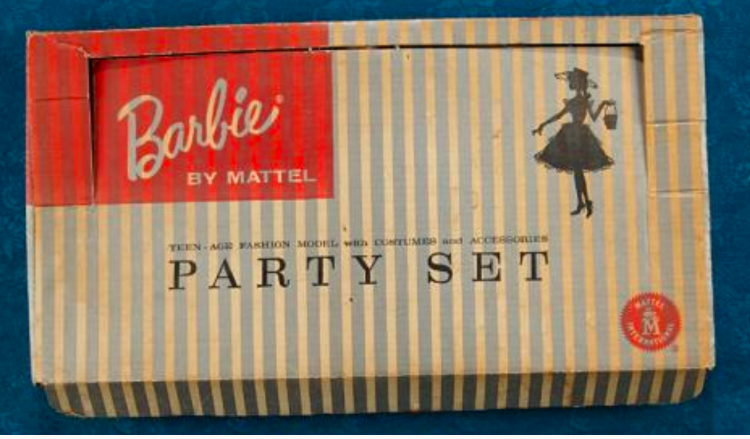 Barbie
BY MATTEL
TEEN-AGE FASHION MODEL with COSTUMES and ACCESSORIES
PARTY SET
MATTEL
M
INTERNATIONAL
®